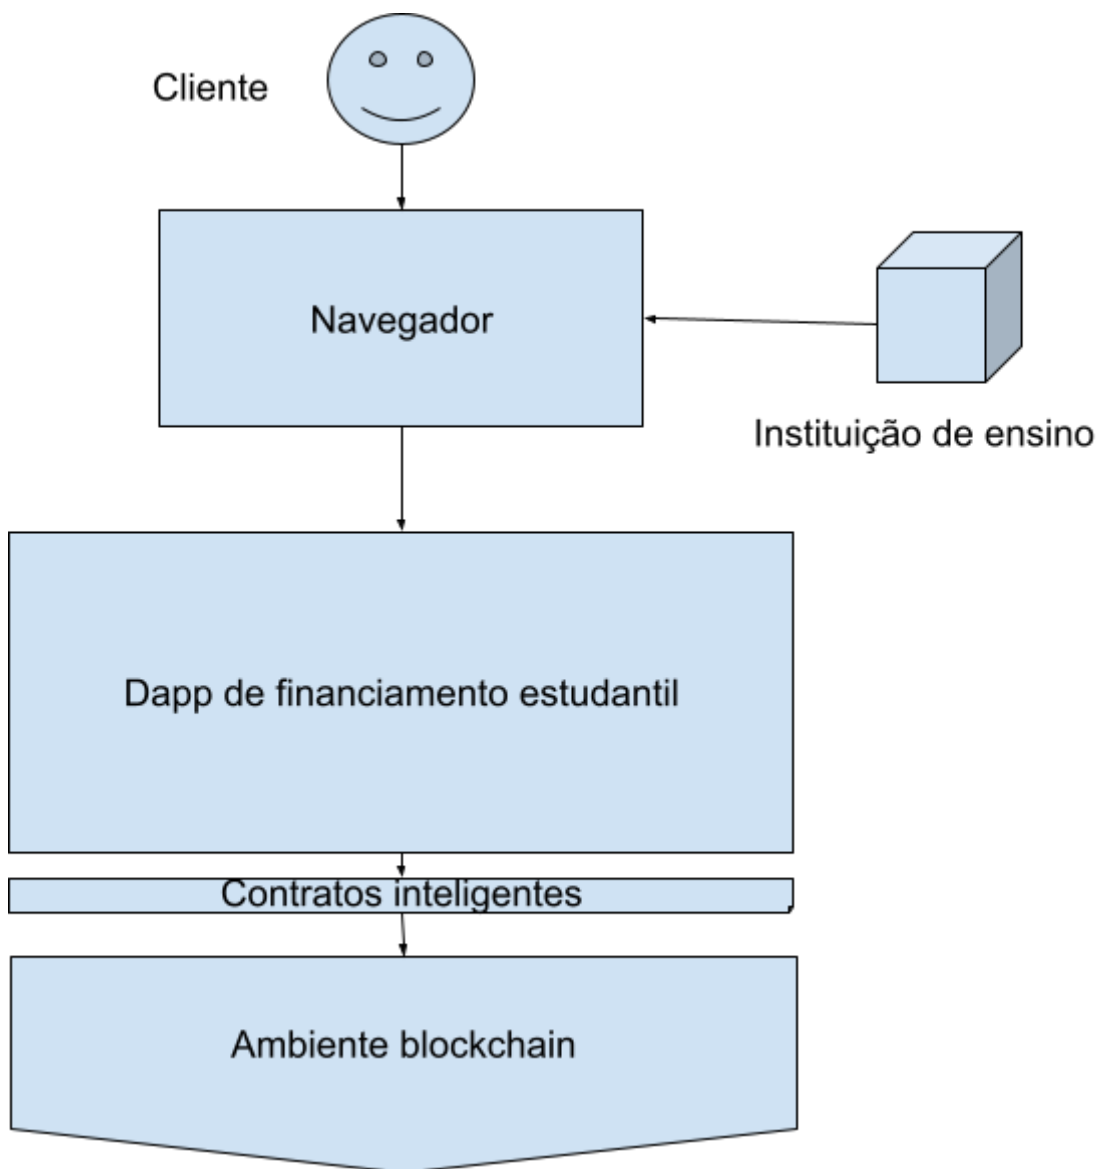 Cliente
Navegador
Instituição de ensino
Dapp de financiamento estudantil
Contratos inteligentes
Ambiente blockchain